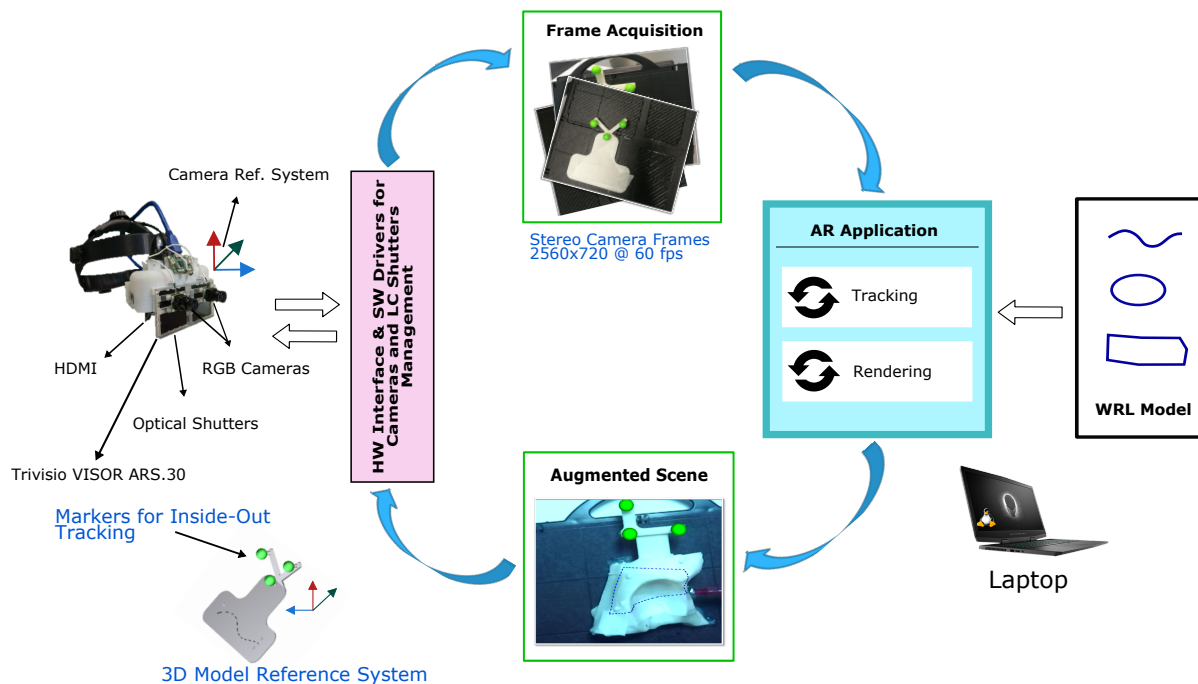 Frame Acquisition
Stereo Camera Frames
2560x720 @ 60 fps
Camera Ref. System
HDMI
RGB Cameras
Optical Shutters
Trivisio VISOR ARS.30
HW Interface & SW Drivers for
Cameras and LC Shutters
Management
AR Application
Tracking
Rendering
WRL Model
Augmented Scene
Markers for Inside-Out
Tracking
3D Model Reference System
Laptop